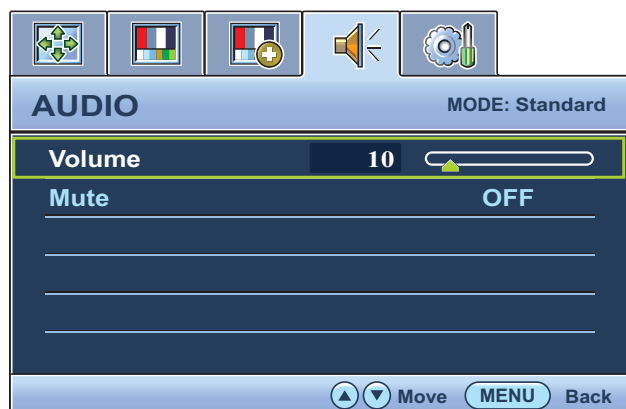 AUDIO MODE: Standard
Volume 10
Mute OFF
Move MENU Back